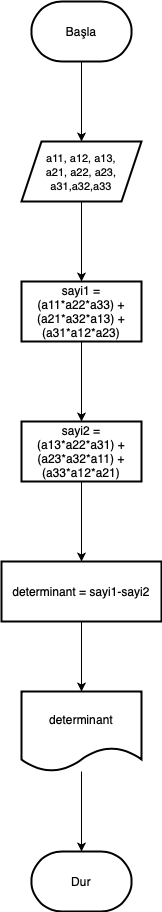 Başla
a11, a12, a13,
a21, a22, a23,
a31,a32,a33
sayi1 =
(a11*a22*a33) +
(a21*a32*a13) +
(a31*a12*a23)
sayi2 =
(a13*a22*a31) +
(a23*a32*a11) +
(a33*a12*a21)
determinant = sayi1-sayi2
determinant
Dur